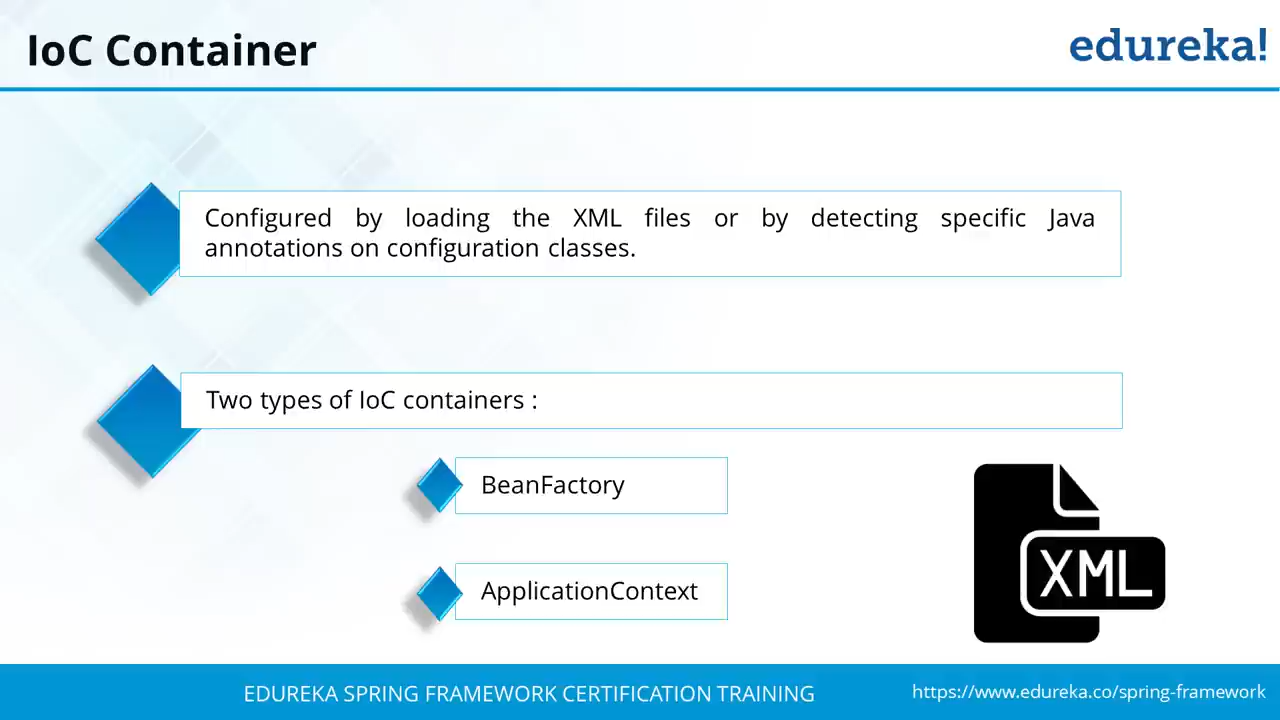 IoC Container
edureka!
Configured by loading the XML files or by detecting specific Java
annotations on configuration classes.
Two types of IoC containers :
BeanFactory
ApplicationContext
XML
EDUREKA SPRING FRAMEWORK CERTIFICATION TRAINING
https://www.edureka.co/spring-framework